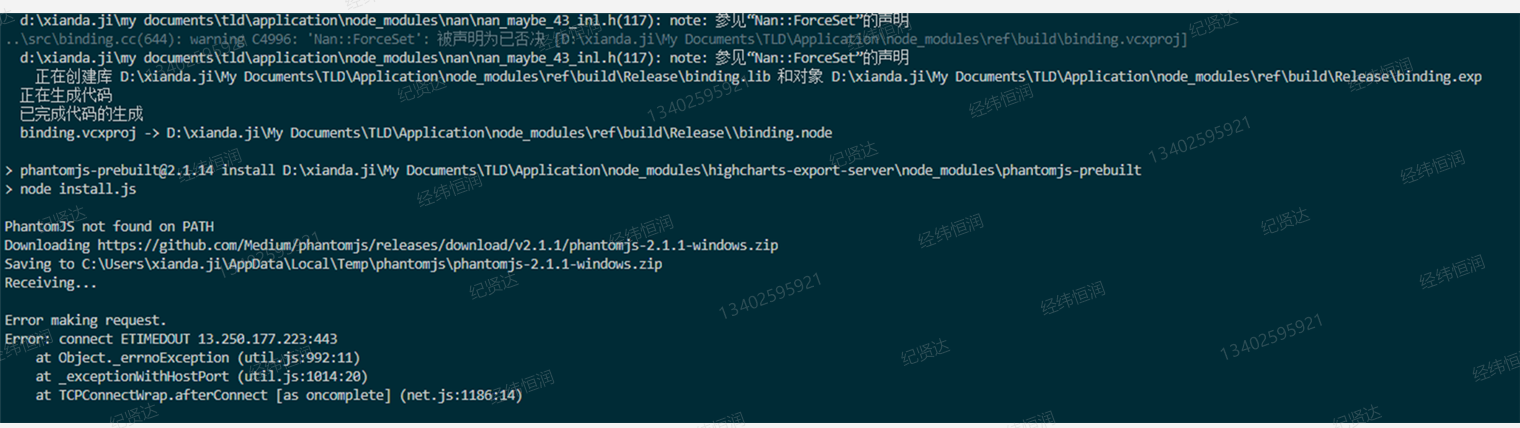 d:\xianda.ji\my documents\tld\application\node_modules\nan\nan_maybe_43_inl.h(117): note: 参见“Nan::ForceSet”的声明
..\src\binding.cc(644): warning C4996: 'Nan::ForceSet': 被声明为已否决 [D:\xianda.ji\My Documents\TLD\Application\node_modules\ref\build\binding.vcxproj]
d:\xianda.ji\my documents\tld\application\node_modules\nan\nan_maybe_43_inl.h(117): note: 参见“Nan::ForceSet”的声明
正在创建库 D:\xianda.ji\My Documents\TLD\Application\node_modules\ref\build\Release\binding.lib 和对象 D:\xianda.ji\My Documents\TLD\Application\node_modules\ref\build\Release\binding.exp
正在生成代码
已完成代码的生成
binding.vcxproj -> D:\xianda.ji\My Documents\TLD\Application\node_modules\ref\build\Release\\binding.node
> phantomjs-prebuilt@2.1.14 install D:\xianda.ji\My Documents\TLD\Application\node_modules\highcharts-export-server\node_modules\phantomjs-prebuilt
> node install.js
PhantomJS not found on PATH
Downloading https://github.com/Medium/phantomjs/releases/download/v2.1.1/phantomjs-2.1.1-windows.zip
Saving to C:\Users\xianda.ji\AppData\Local\Temp\phantomjs\phantomjs-2.1.1-windows.zip
Receiving...
Error making request.
Error: connect ETIMEDOUT 13.250.177.223:443
at Object._errnoException (util.js:992:11)
at _exceptionWithHostPort (util.js:1014:20)
at TCPConnectWrap.afterConnect [as oncomplete] (net.js:1186:14)
纪贤达
经纬恒润
13402595921